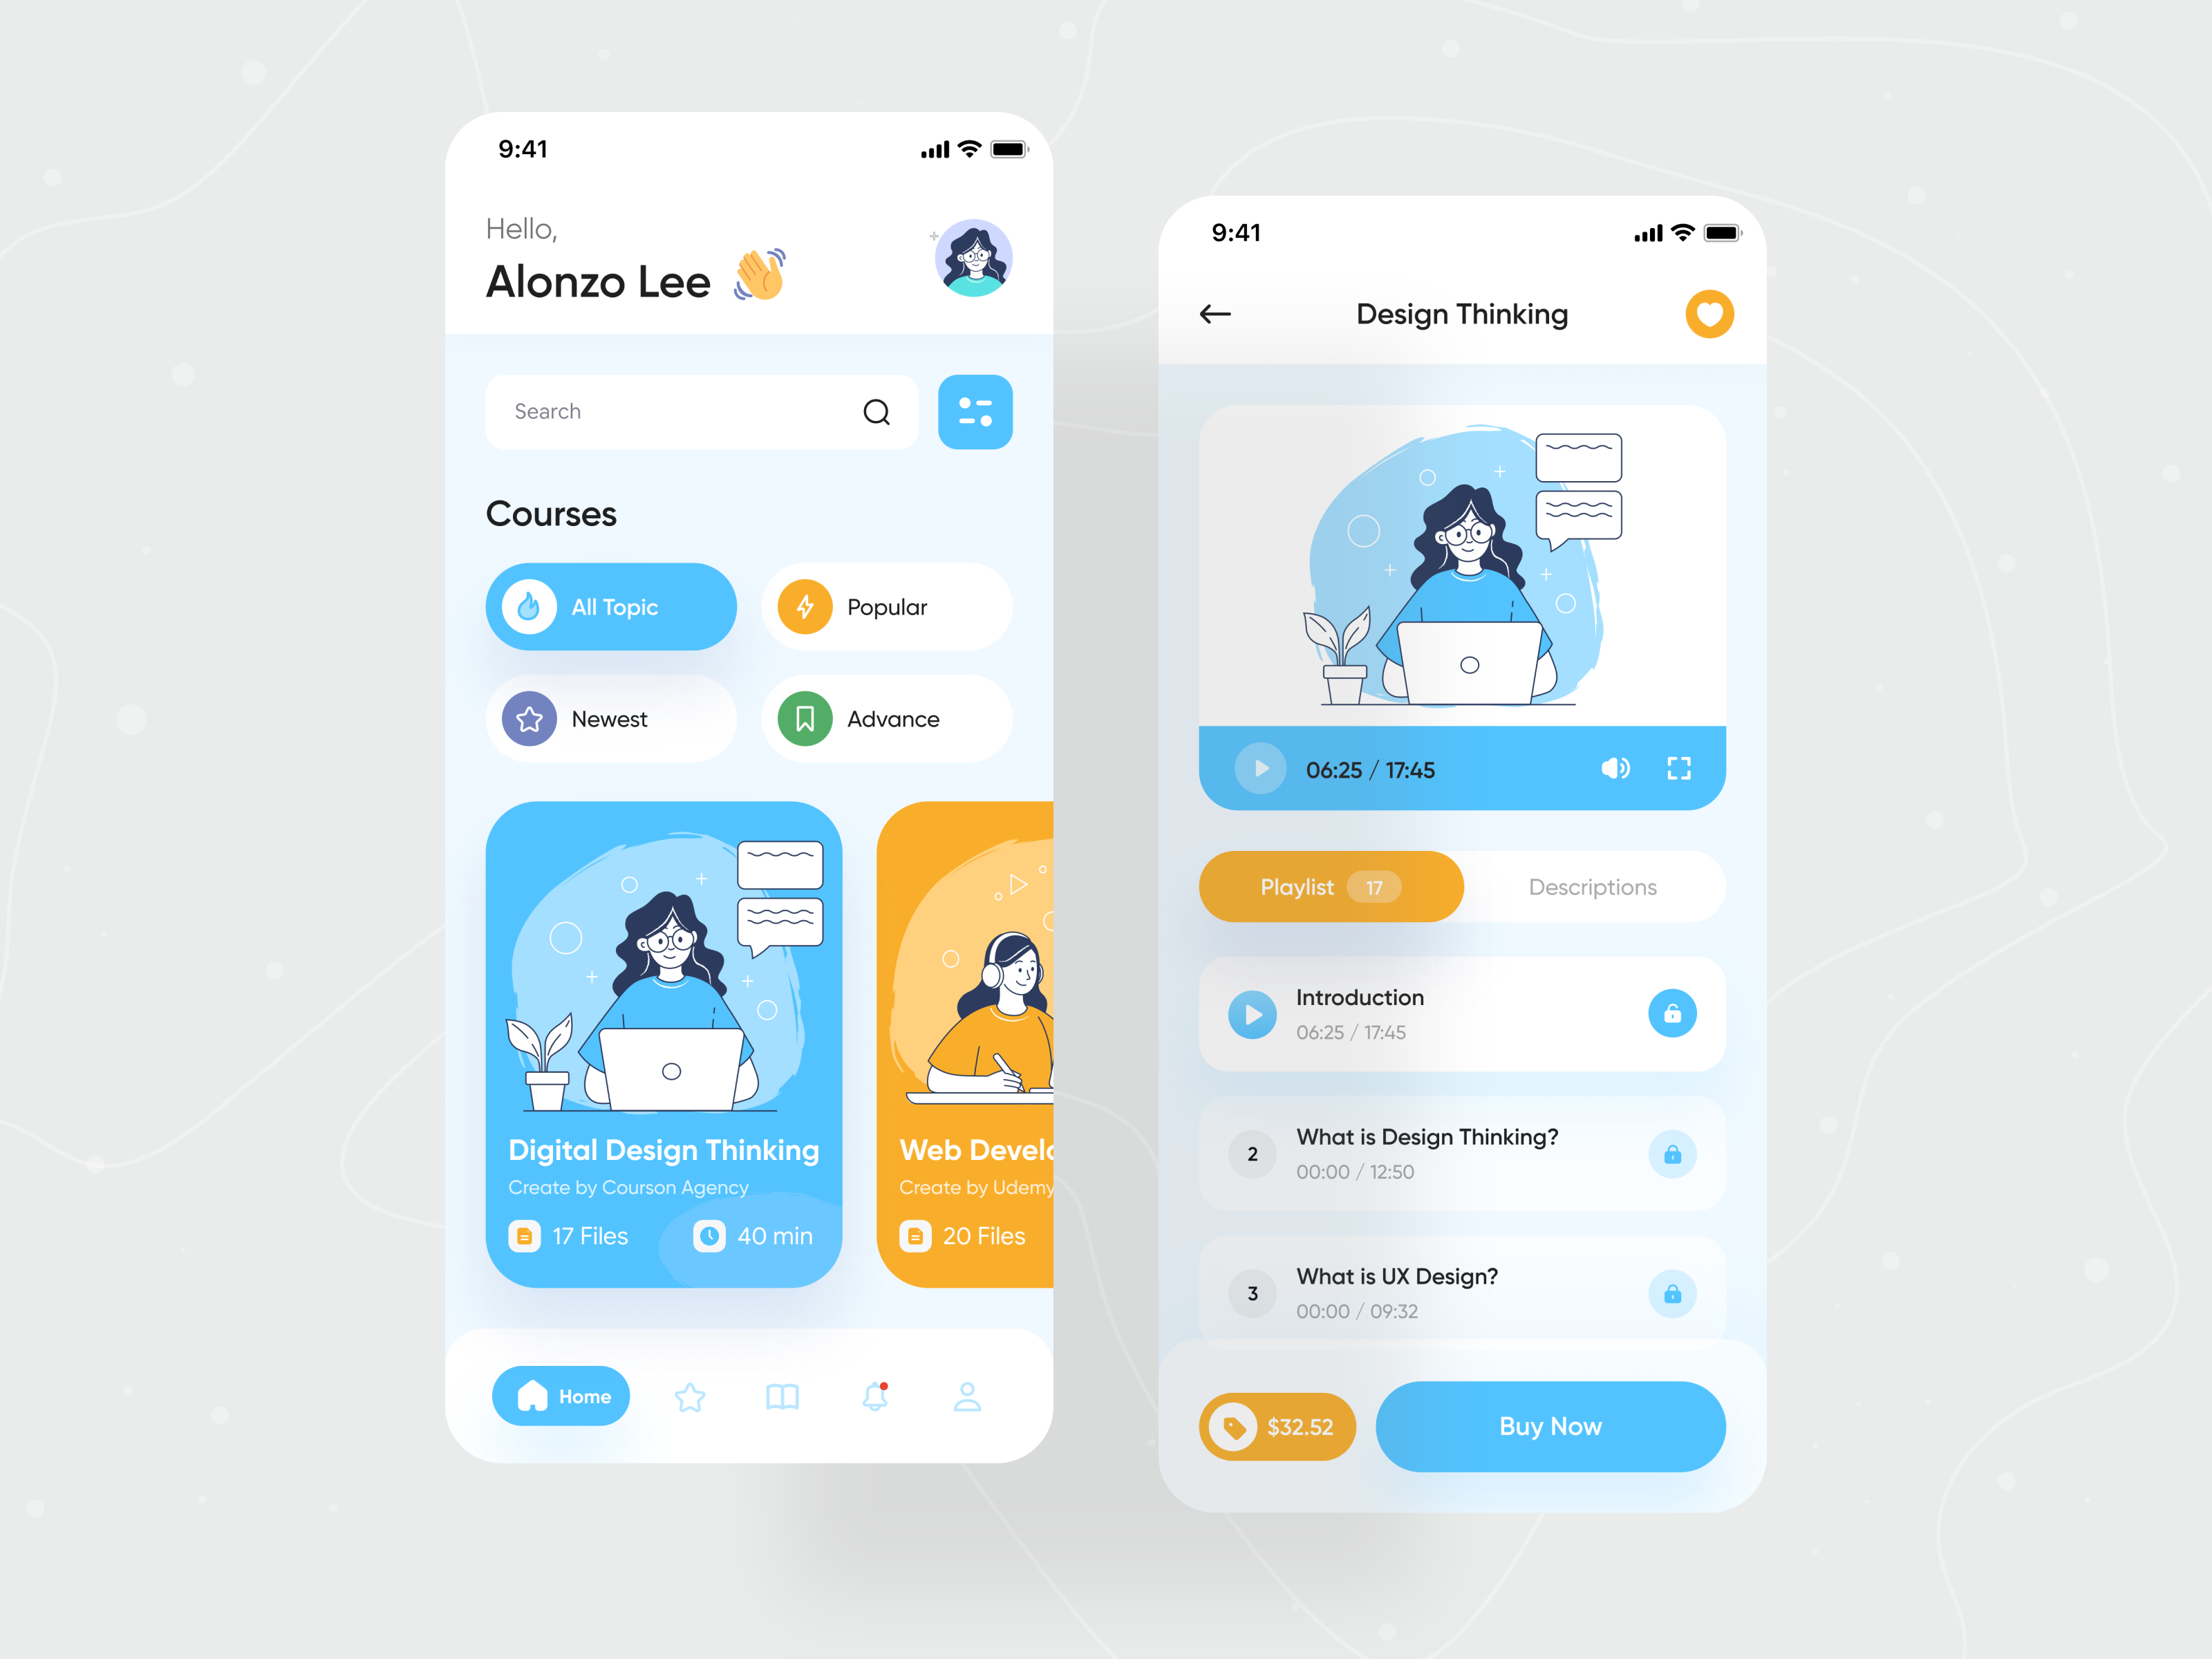 9:41
Hello,
Alonzo Lee
Search
Courses
All Topic
Popular
Newest
Advance
Digital Design Thinking
Create by Courson Agency
17 Files
40 min
Web Develo
Create by Udemy
20 Files
Home
9:41
Design Thinking
06:25 / 17:45
Playlist 17
Descriptions
Introduction
06:25 / 17:45
2
What is Design Thinking?
00:00 / 12:50
3
What is UX Design?
00:00 / 09:32
$32.52
Buy Now